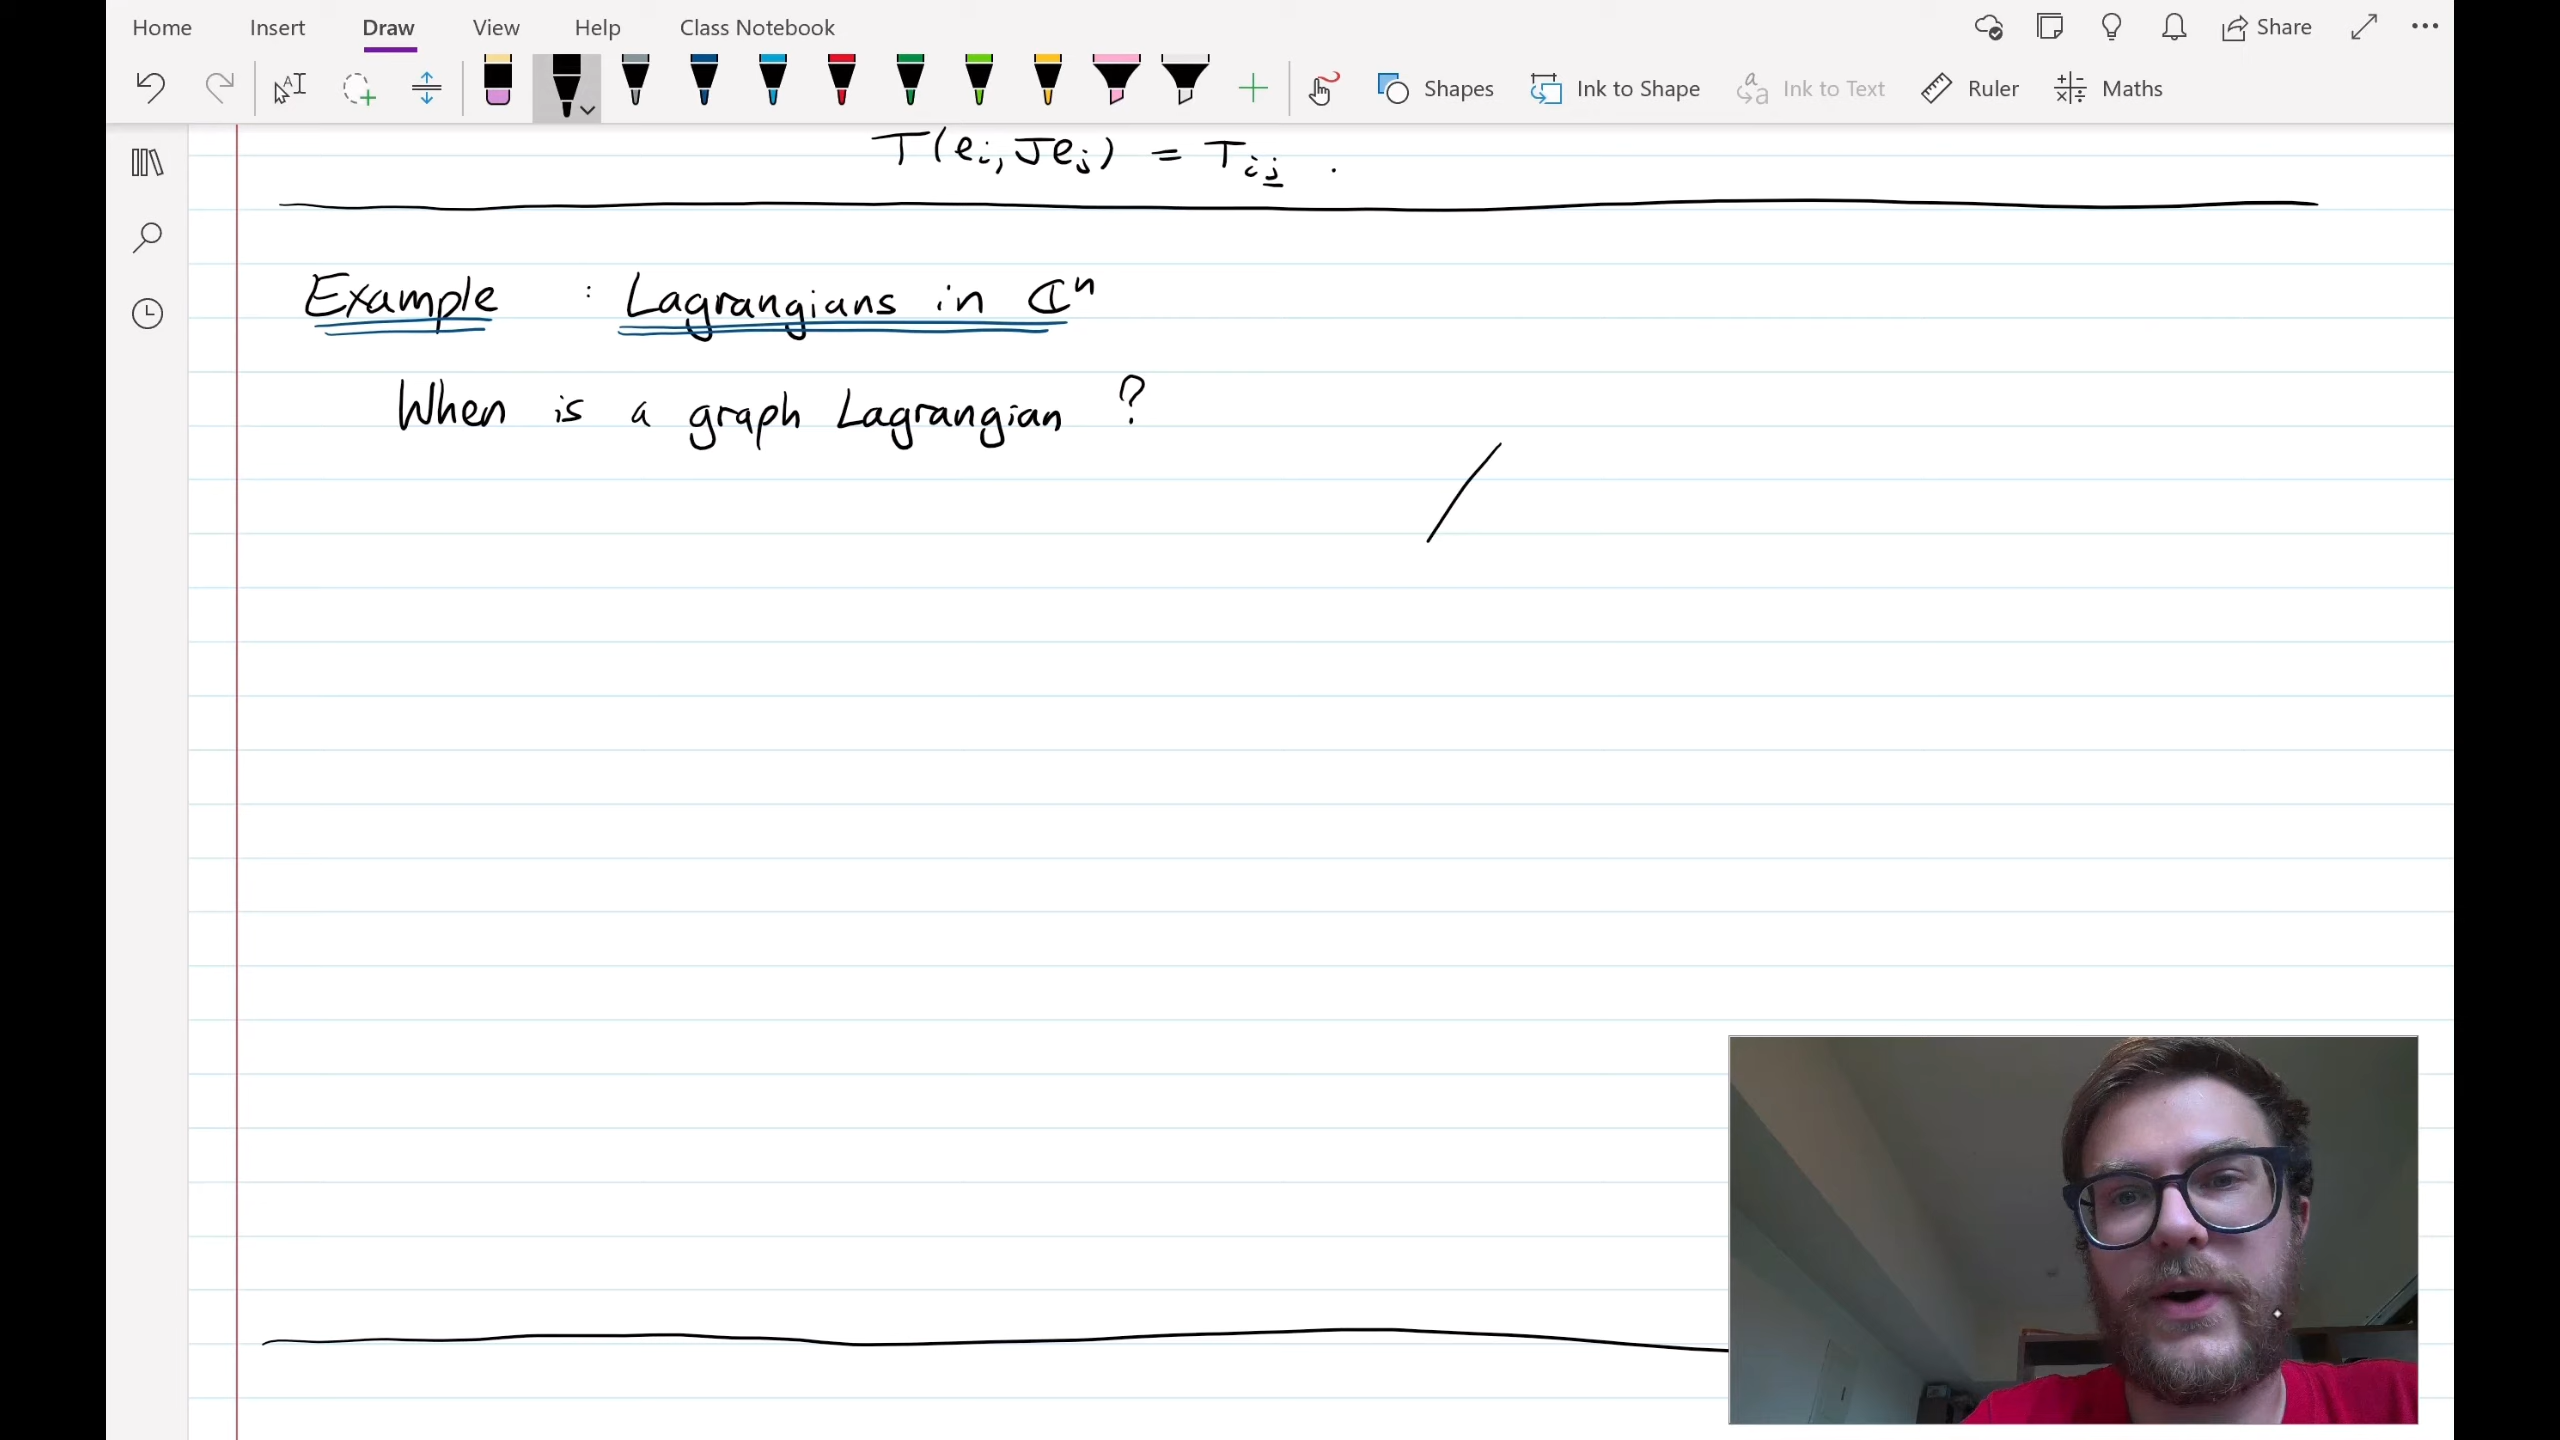 Home Insert Draw View Help Class Notebook Share
Shapes Ink to Shape Ink to Text Ruler Maths
T(eᵢ, Jeⱼ) = Tᵢⱼ̲ .
Example : Lagrangians in ℂⁿ
When is a graph Lagrangian ?